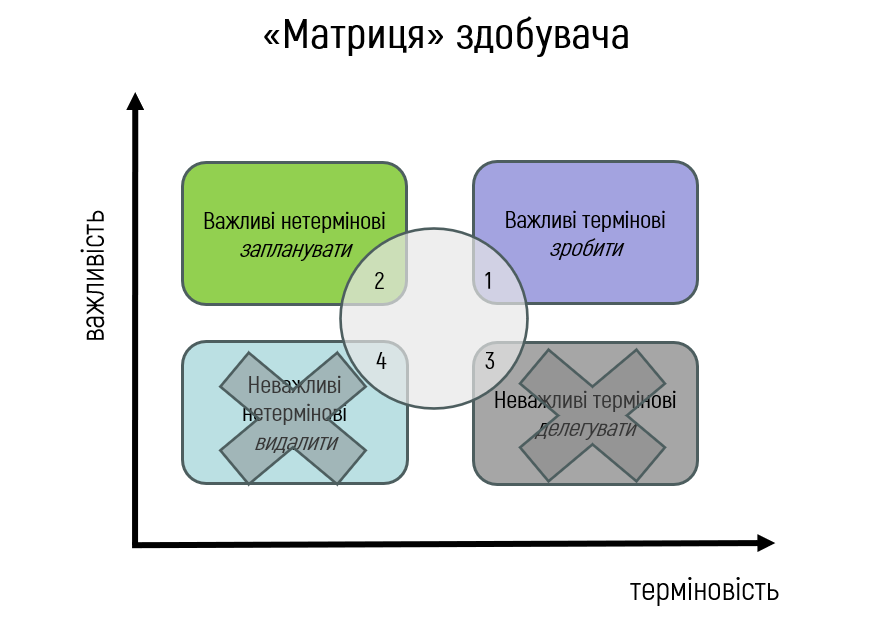 «Матриця» здобувача
важливість
Важливі нетермінові
запланувати
2
Важливі термінові
зробити
1
4
Неважливі
нетермінові
видалити
3
Неважливі термінові
делегувати
терміновість